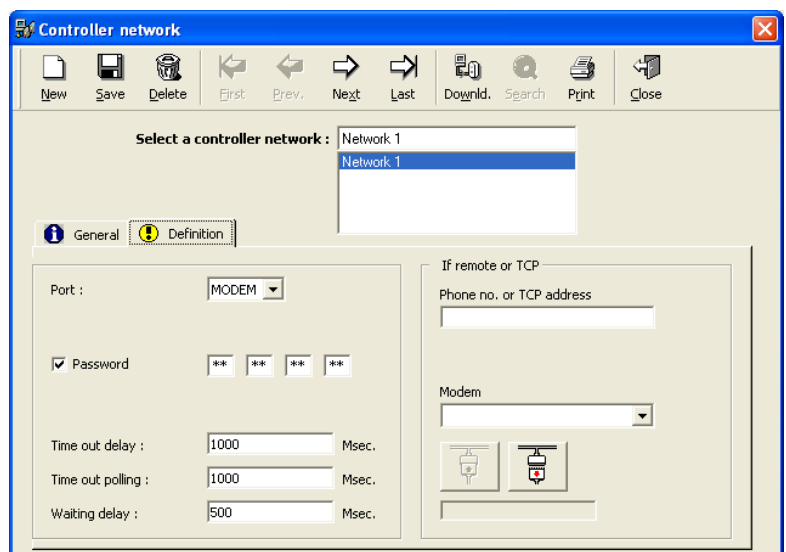 Controller network
New Save Delete First Prev. Next Last Downld. Search Print Close
Select a controller network : Network 1
Network 1
General Definition
If remote or TCP
Port : MODEM
Phone no. or TCP address
Password ** ** ** **
Modem
Time out delay : 1000 Msec.
Time out polling : 1000 Msec.
Waiting delay : 500 Msec.